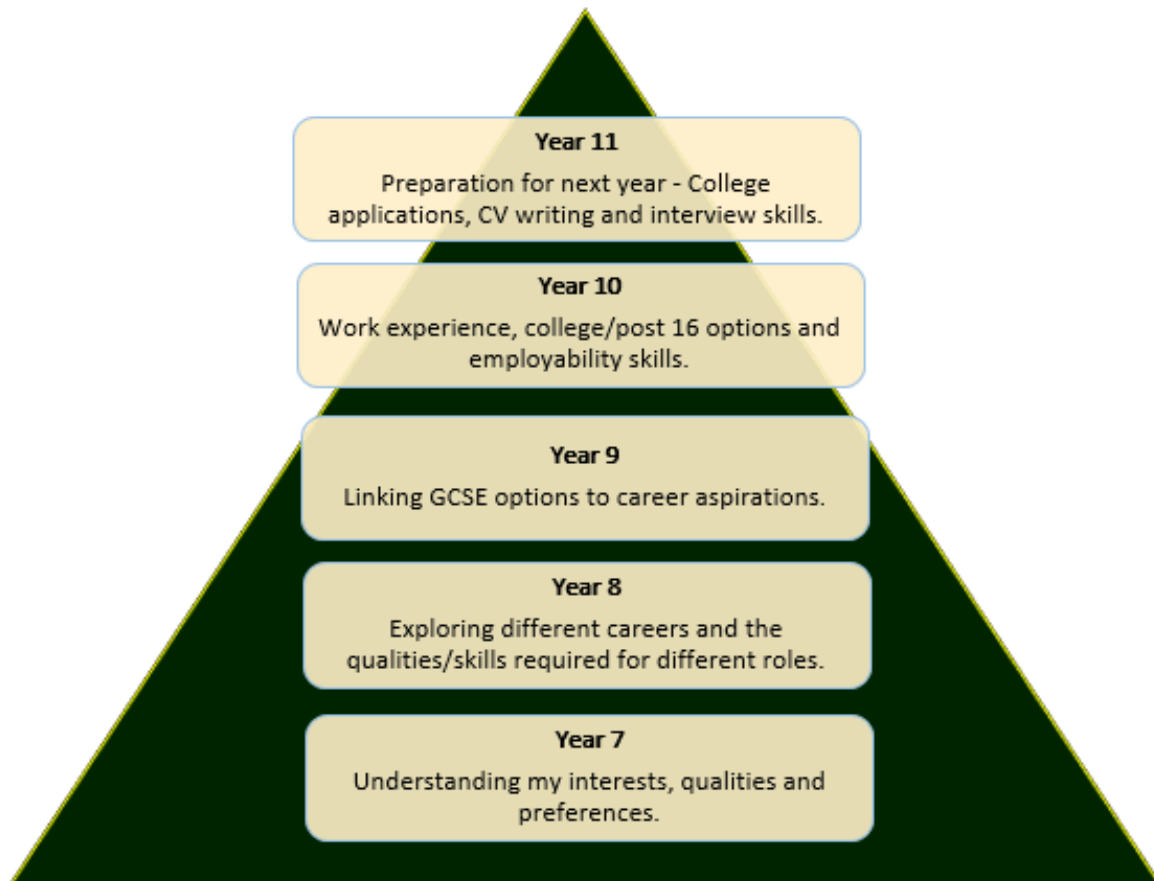 Year 11
Preparation for next year - College
applications, CV writing and interview skills.
Year 10
Work experience, college/post 16 options and
employability skills.
Year 9
Linking GCSE options to career aspirations.
Year 8
Exploring different careers and the
qualities/skills required for different roles.
Year 7
Understanding my interests, qualities and
preferences.